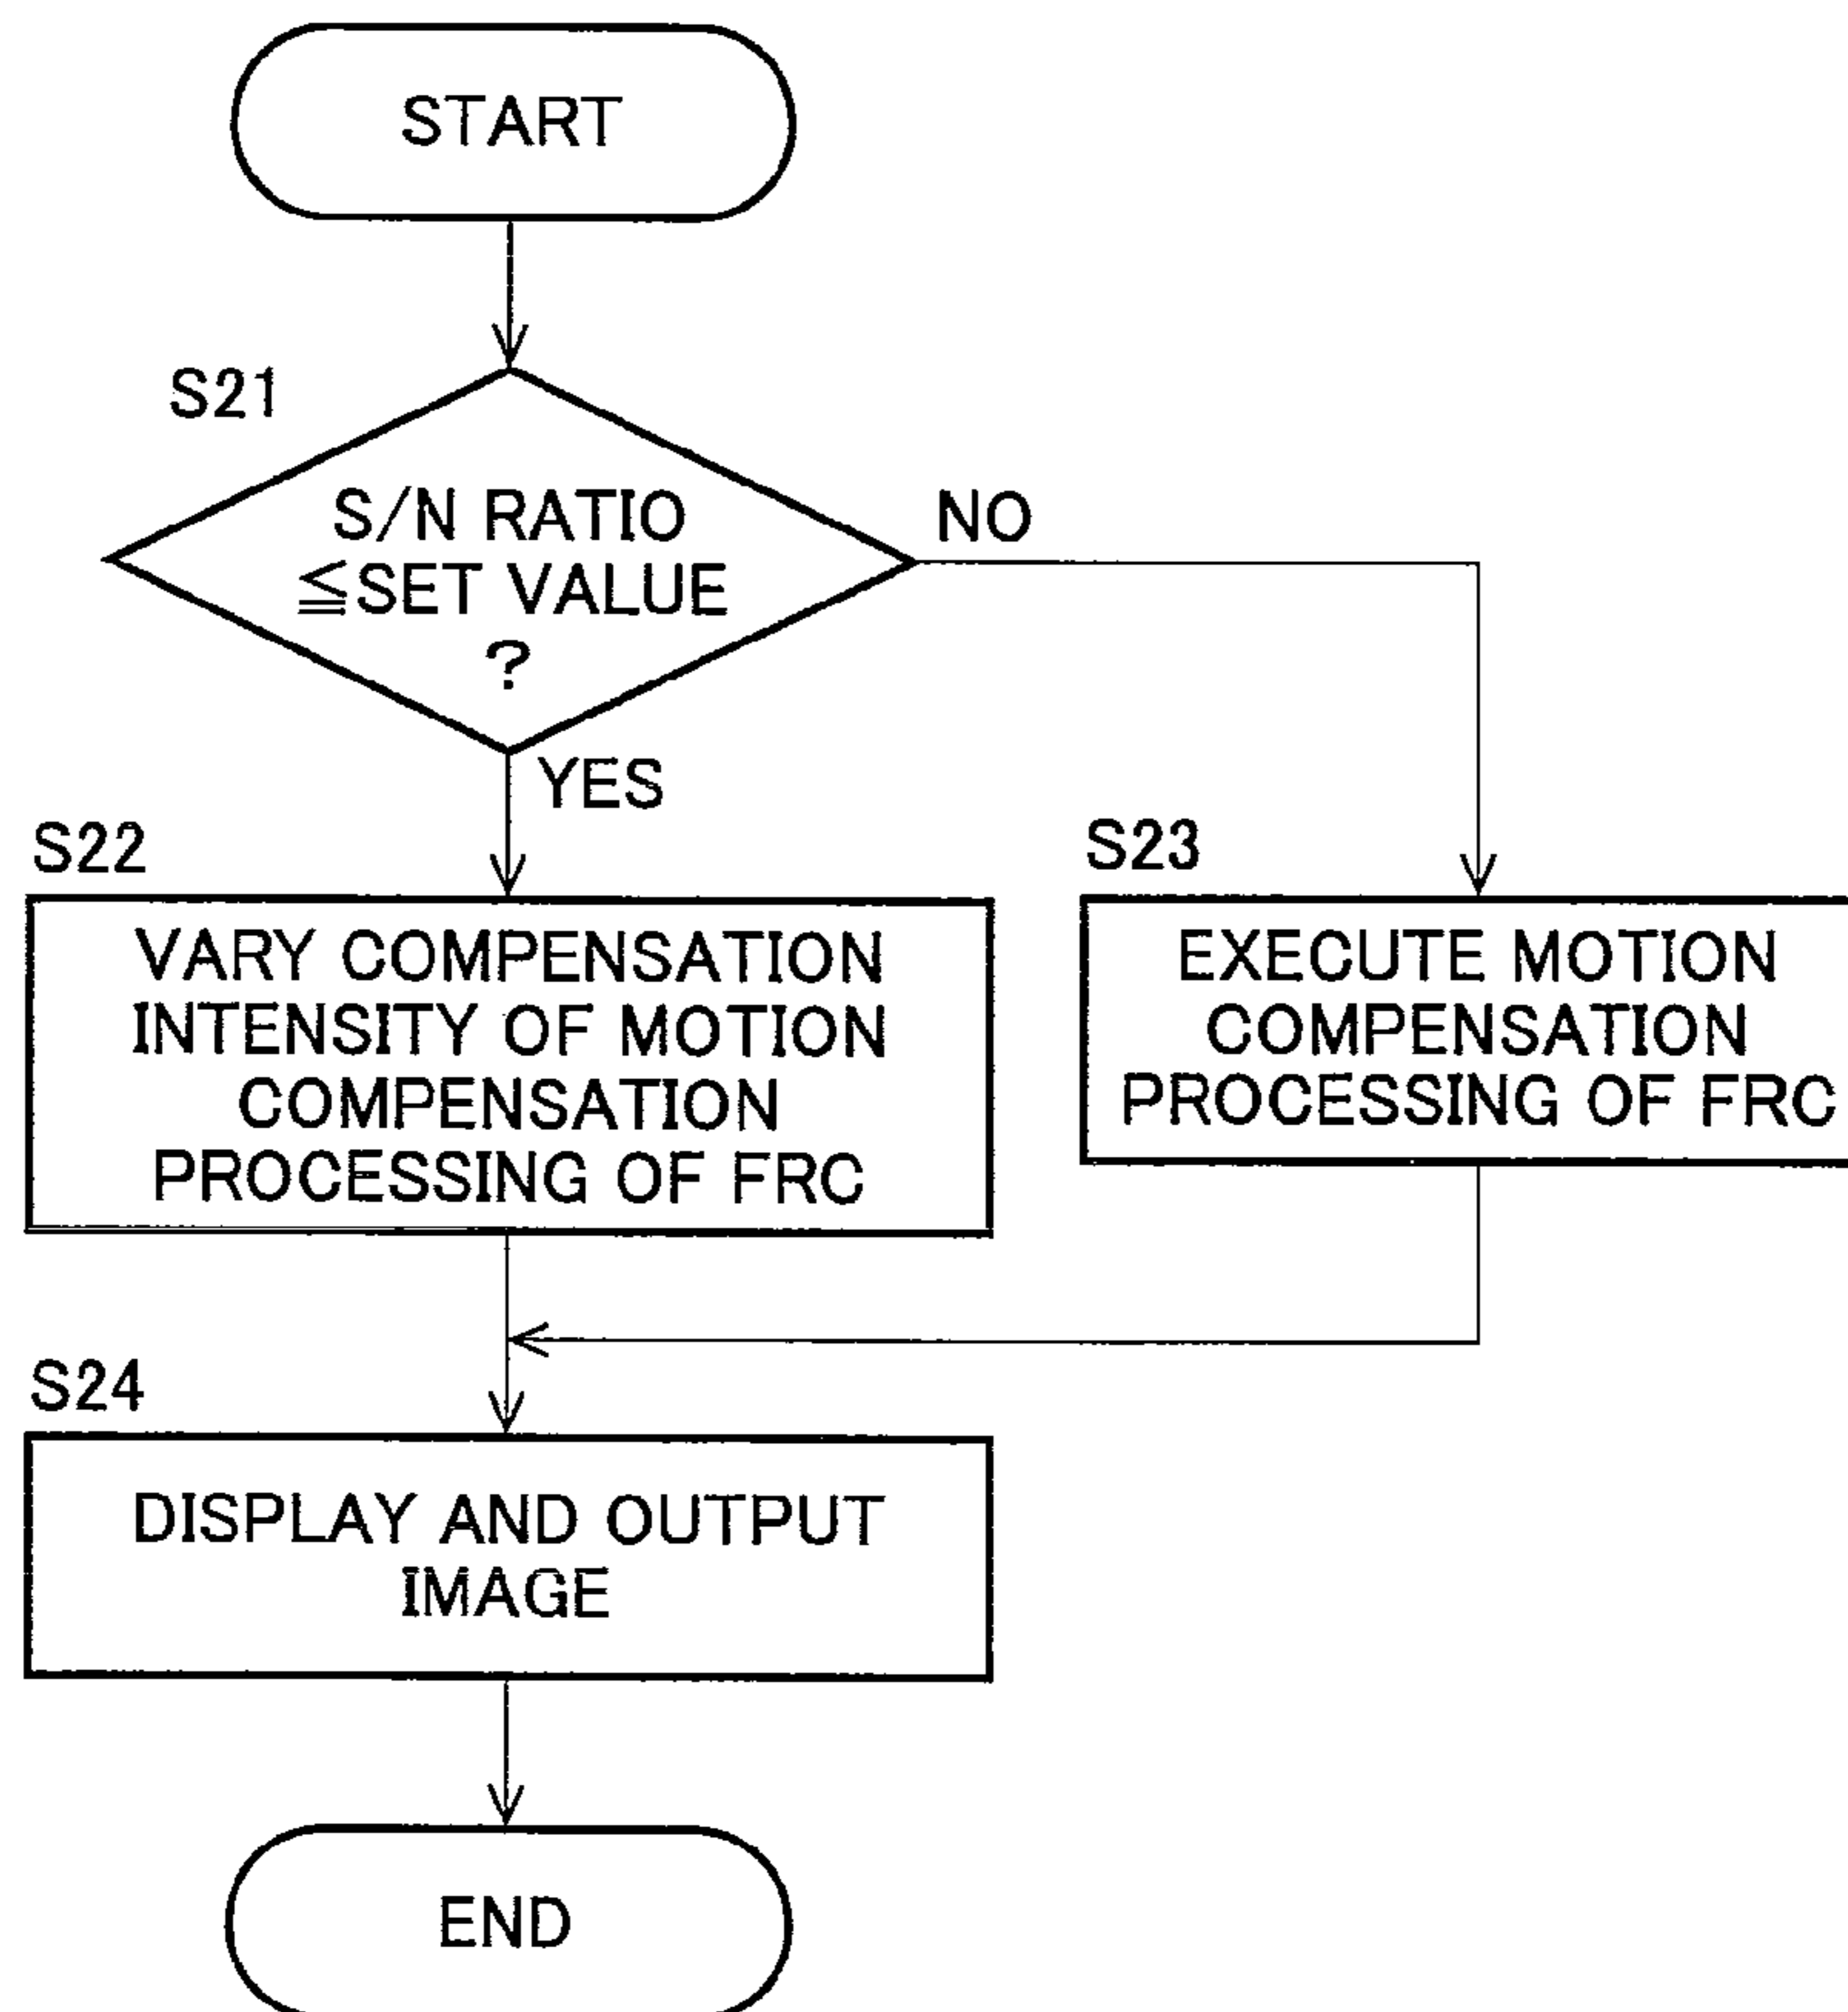 START
S21
S/N RATIO
≦SET VALUE
?
NO
YES
S22
VARY COMPENSATION
INTENSITY OF MOTION
COMPENSATION
PROCESSING OF FRC
S23
EXECUTE MOTION
COMPENSATION
PROCESSING OF FRC
S24
DISPLAY AND OUTPUT
IMAGE
END